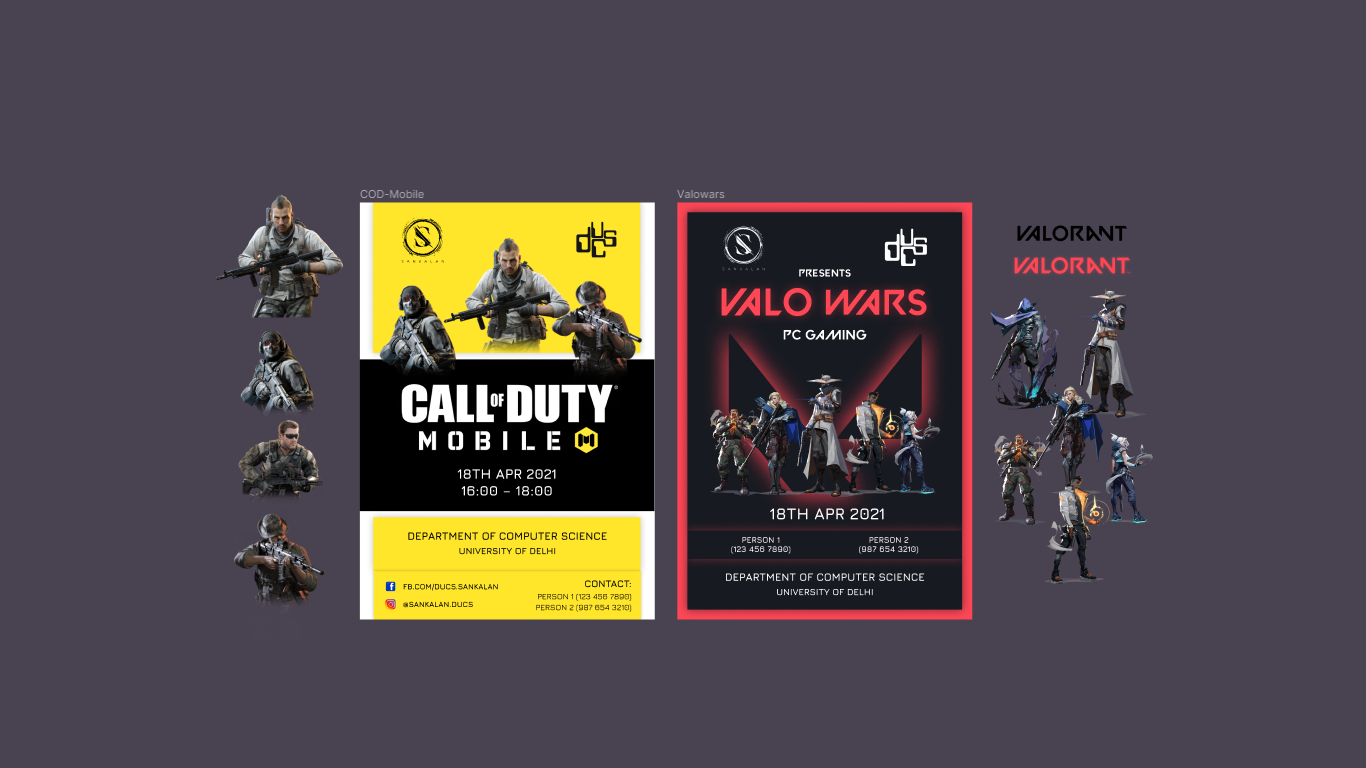 COD-Mobile
SANKALAN
ducs
CALL OF DUTY®
MOBILE
18TH APR 2021
16:00 – 18:00
DEPARTMENT OF COMPUTER SCIENCE
UNIVERSITY OF DELHI
FB.COM/DUCS.SANKALAN
@SANKALAN.DUCS
CONTACT:
PERSON 1 (123 456 7890)
PERSON 2 (987 654 3210)
Valowars
SANKALAN
ducs
PRESENTS
VALO WARS
PC GAMING
18TH APR 2021
PERSON 1
(123 456 7890)
PERSON 2
(987 654 3210)
DEPARTMENT OF COMPUTER SCIENCE
UNIVERSITY OF DELHI
VALORANT
VALORANT